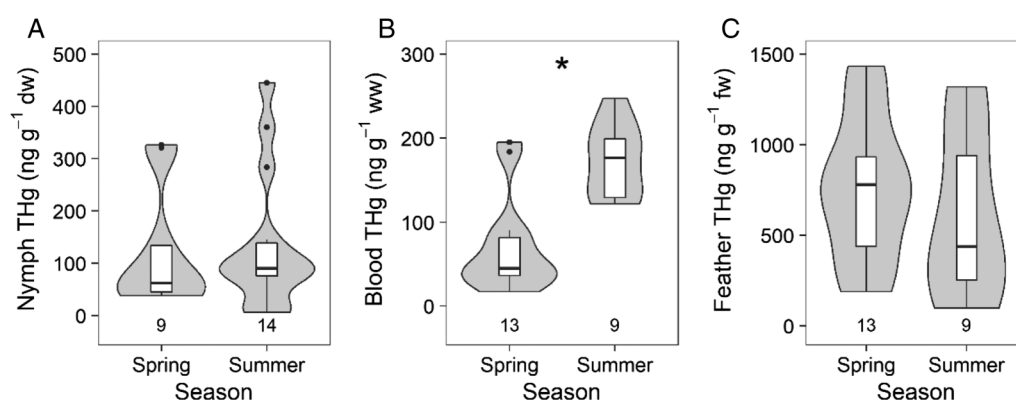 A
Nymph THg (ng g⁻¹ dw)
500
400
300
200
100
0
9
14
Spring
Summer
Season
B
Blood THg (ng g⁻¹ ww)
300
200
100
0
*
13
9
Spring
Summer
Season
C
Feather THg (ng g⁻¹ fw)
1500
1000
500
0
13
9
Spring
Summer
Season